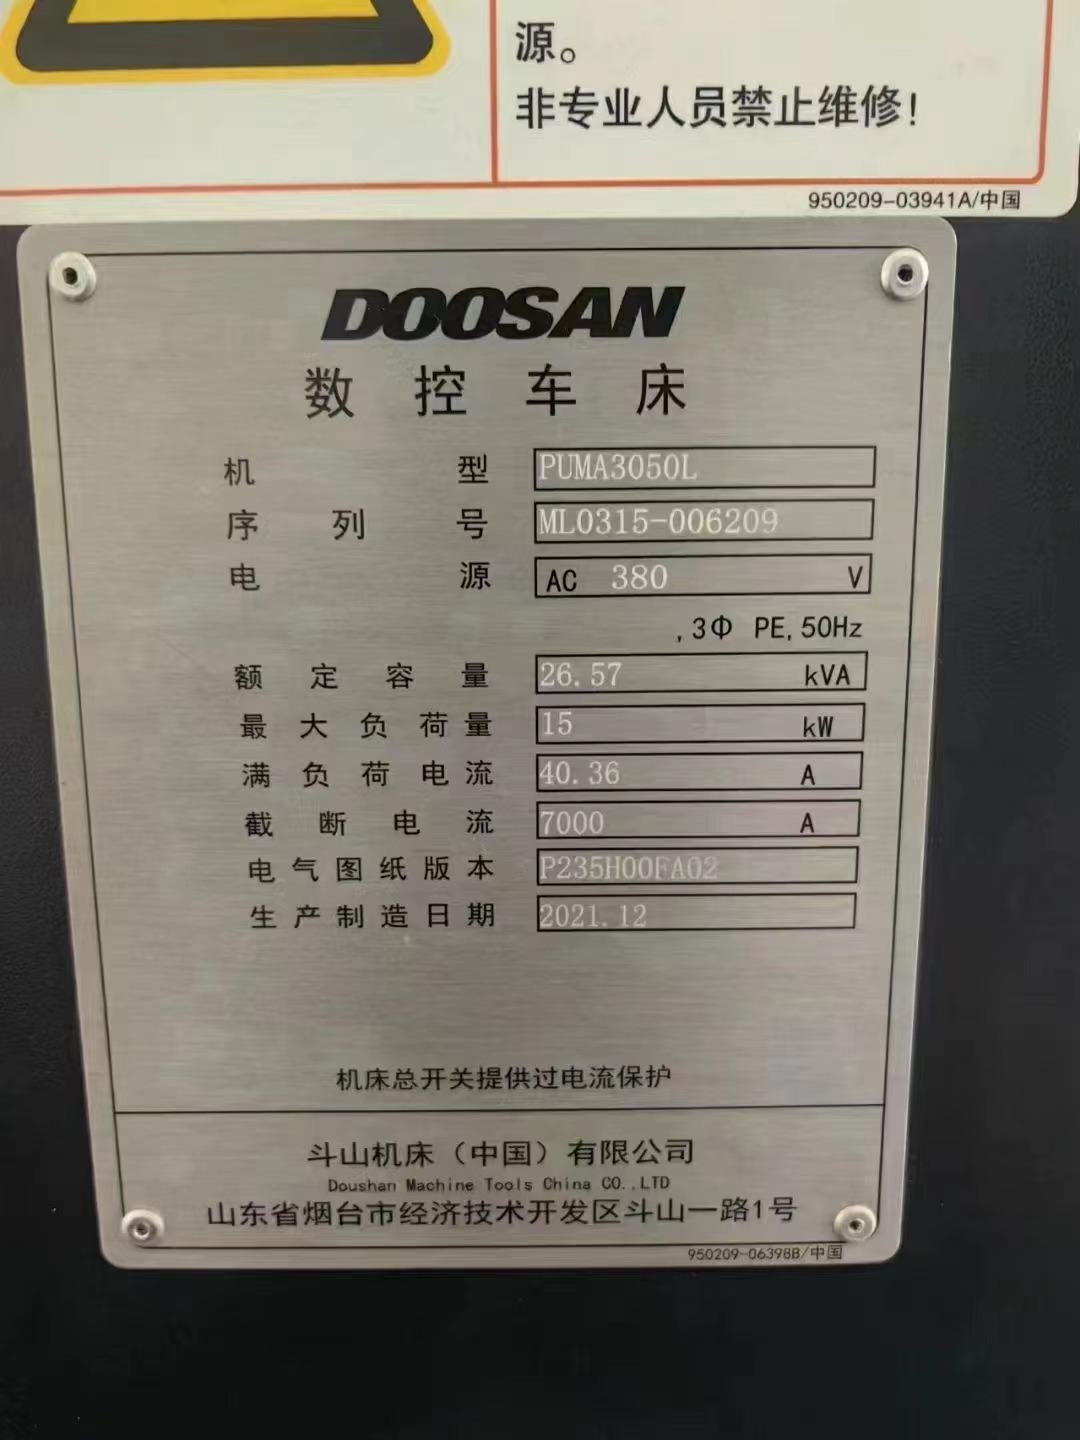 源。
非专业人员禁止维修!
950209-03941A/中国
DOOSAN
数控车床
机型 PUMA3050L
序列号 ML0315-006209
电源 AC 380 V
,3Φ PE,50Hz
额定容量 26.57 kVA
最大负荷量 15 kW
满负荷电流 40.36 A
截断电流 7000 A
电气图纸版本 P235H00FA02
生产制造日期 2021.12
机床总开关提供过电流保护
斗山机床（中国）有限公司
Doushan Machine Tools China CO.,LTD
山东省烟台市经济技术开发区斗山一路1号
950209-06398B/中国